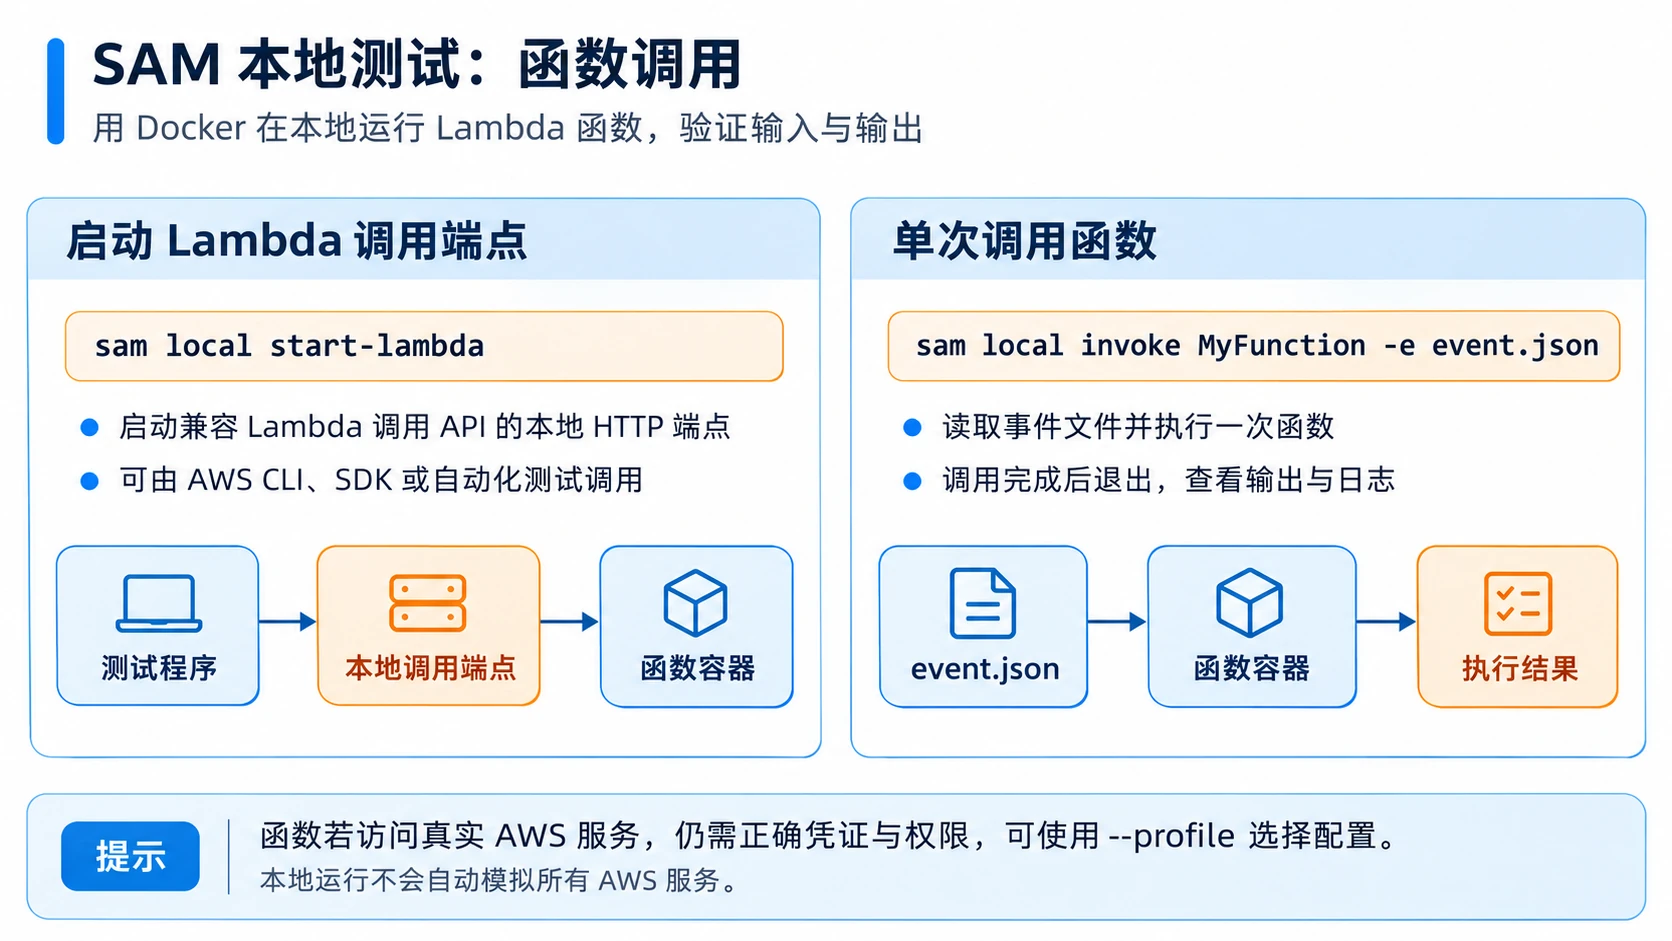 SAM 本地测试：函数调用
用 Docker 在本地运行 Lambda 函数，验证输入与输出
启动 Lambda 调用端点
sam local start-lambda
启动兼容 Lambda 调用 API 的本地 HTTP 端点
可由 AWS CLI、SDK 或自动化测试调用
测试程序
本地调用端点
函数容器
单次调用函数
sam local invoke MyFunction -e event.json
读取事件文件并执行一次函数
调用完成后退出，查看输出与日志
event.json
函数容器
执行结果
提示
函数若访问真实 AWS 服务，仍需正确凭证与权限，可使用 --profile 选择配置。
本地运行不会自动模拟所有 AWS 服务。